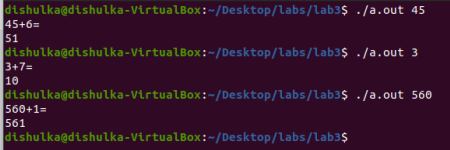 dishulka@dishulka-VirtualBox:~/Desktop/labs/lab3$ ./a.out 45
45+6=
51
dishulka@dishulka-VirtualBox:~/Desktop/labs/lab3$ ./a.out 3
3+7=
10
dishulka@dishulka-VirtualBox:~/Desktop/labs/lab3$ ./a.out 560
560+1=
561
dishulka@dishulka-VirtualBox:~/Desktop/labs/lab3$